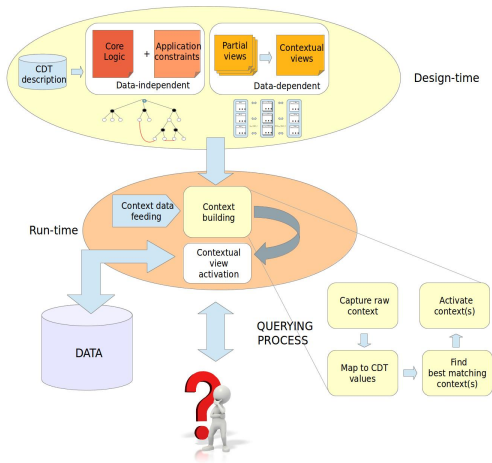 CDT
description
Core
Logic
+
Application
constraints
Data-independent
Partial
views
Contextual
views
Data-dependent
Design-time
Run-time
Context data
feeding
Context
building
Contextual
view
activation
DATA
QUERYING
PROCESS
Capture raw
context
Activate
context(s)
Map to CDT
values
Find
best matching
context(s)